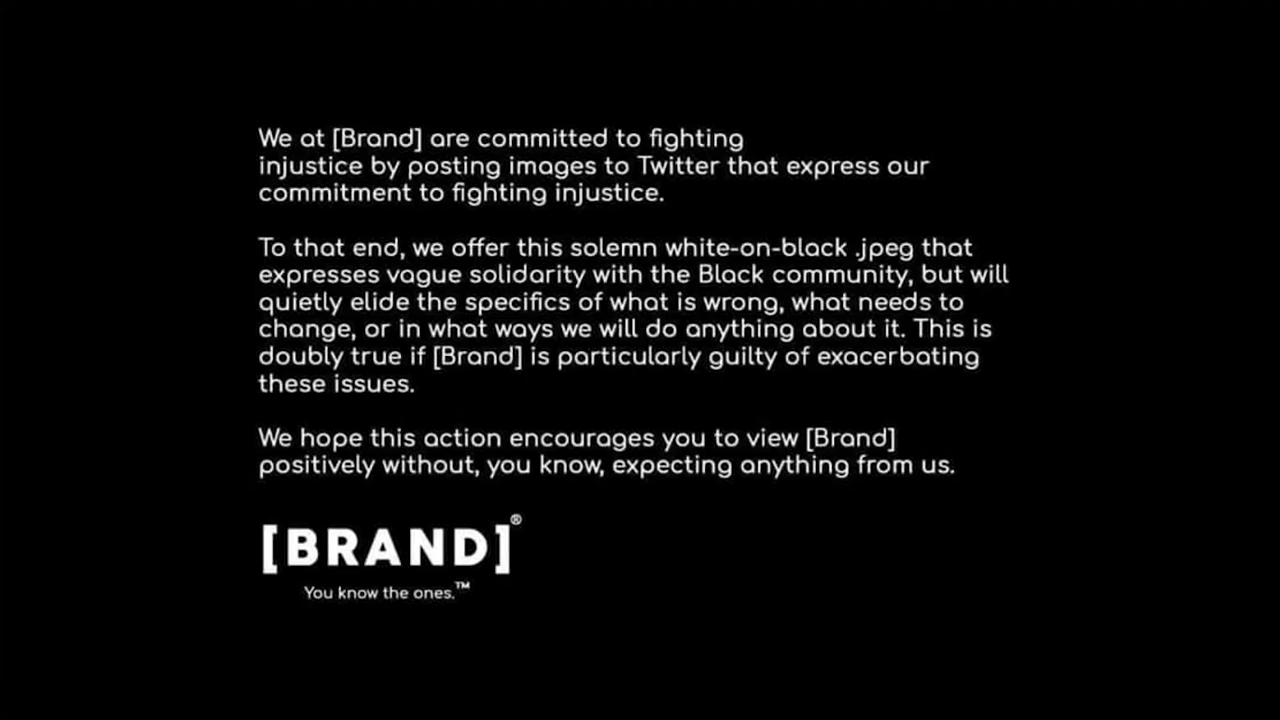 We at [Brand] are committed to fighting
injustice by posting images to Twitter that express our
commitment to fighting injustice.
To that end, we offer this solemn white-on-black .jpeg that
expresses vague solidarity with the Black community, but will
quietly elide the specifics of what is wrong, what needs to
change, or in what ways we will do anything about it. This is
doubly true if [Brand] is particularly guilty of exacerbating
these issues.
We hope this action encourages you to view [Brand]
positively without, you know, expecting anything from us.
[BRAND]®
You know the ones.™